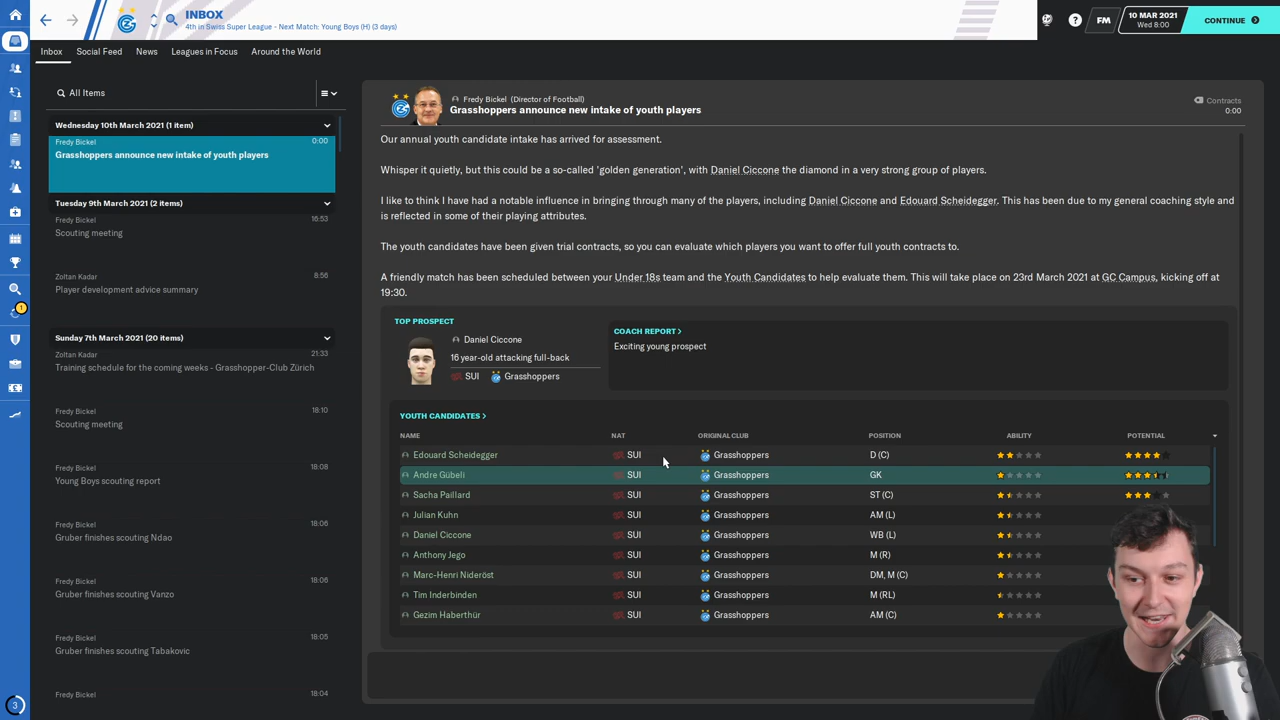 INBOX
4th in Swiss Super League - Next Match: Young Boys (H) (3 days)
FM
10 MAR 2021
Wed 8:00
CONTINUE
Inbox
Social Feed
News
Leagues in Focus
Around the World
All Items
Wednesday 10th March 2021 (1 item)
Fredy Bickel
0:00
Grasshoppers announce new intake of youth players
Tuesday 9th March 2021 (2 items)
Fredy Bickel
16:53
Scouting meeting
Zoltan Kadar
8:56
Player development advice summary
Sunday 7th March 2021 (20 items)
Zoltan Kadar
21:33
Training schedule for the coming weeks - Grasshopper-Club Zürich
Fredy Bickel
18:10
Scouting meeting
Fredy Bickel
18:08
Young Boys scouting report
Fredy Bickel
18:06
Gruber finishes scouting Ndao
Fredy Bickel
18:06
Gruber finishes scouting Vanzo
Fredy Bickel
18:05
Gruber finishes scouting Tabakovic
Fredy Bickel
18:04
1
3
Fredy Bickel (Director of Football)
Grasshoppers announce new intake of youth players
Contracts
0:00
Our annual youth candidate intake has arrived for assessment.
Whisper it quietly, but this could be a so-called 'golden generation', with Daniel Ciccone the diamond in a very strong group of players.
I like to think I have had a notable influence in bringing through many of the players, including Daniel Ciccone and Edouard Scheidegger. This has been due to my general coaching style and
is reflected in some of their playing attributes.
The youth candidates have been given trial contracts, so you can evaluate which players you want to offer full youth contracts to.
A friendly match has been scheduled between your Under 18s team and the Youth Candidates to help evaluate them. This will take place on 23rd March 2021 at GC Campus, kicking off at
19:30.
TOP PROSPECT
Daniel Ciccone
16 year-old attacking full-back
SUI
Grasshoppers
COACH REPORT >
Exciting young prospect
YOUTH CANDIDATES >
NAME NAT ORIGINAL CLUB POSITION ABILITY POTENTIAL
Edouard Scheidegger SUI Grasshoppers D (C)
Andre Gübeli SUI Grasshoppers GK
Sacha Paillard SUI Grasshoppers ST (C)
Julian Kuhn SUI Grasshoppers AM (L)
Daniel Ciccone SUI Grasshoppers WB (L)
Anthony Jego SUI Grasshoppers M (R)
Marc-Henri Nideröst SUI Grasshoppers DM, M (C)
Tim Inderbinden SUI Grasshoppers M (RL)
Gezim Haberthür SUI Grasshoppers AM (C)